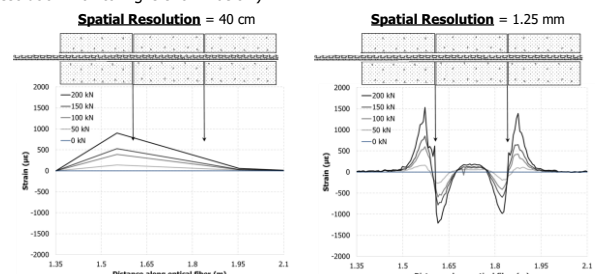 Spatial Resolution = 40 cm
2000
1500
1000
500
0
-500
-1000
-1500
-2000
Strain (με)
200 kN
150 kN
100 kN
50 kN
0 kN
1.35
1.5
1.65
1.8
1.95
2.1
Distance along optical fiber (m)
Spatial Resolution = 1.25 mm
2000
1500
1000
500
0
-500
-1000
-1500
-2000
Strain (με)
200 kN
150 kN
100 kN
50 kN
0 kN
1.35
1.5
1.65
1.8
1.95
2.1